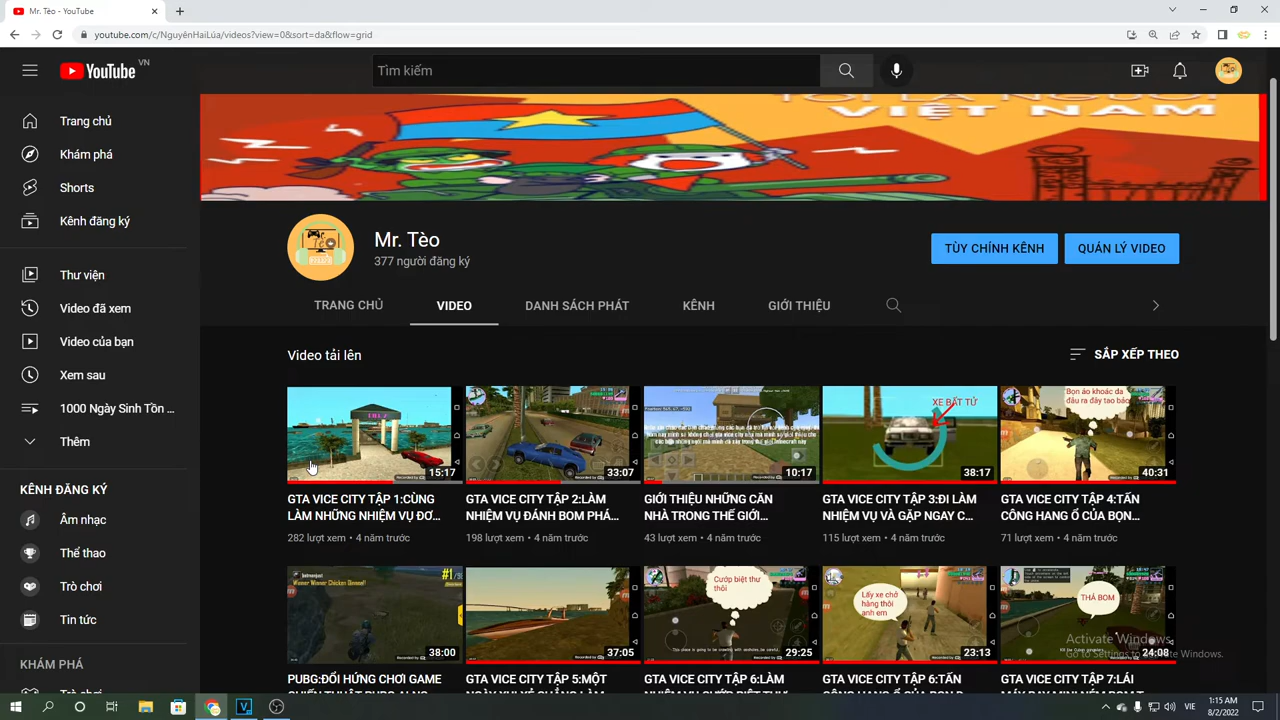 Mr. Tèo
youtube.com/c/NguyênHaiLúa/videos?view=0&sort=da&flow=grid
YouTube VN
Tìm kiếm
TÔI LÀ NGƯỜI
VIỆT NAM
Trang chủ
Khám phá
Shorts
Kênh đăng ký
Thư viện
Video đã xem
Video của bạn
Xem sau
1000 Ngày Sinh Tồn ...
Thêm
KÊNH ĐĂNG KÝ
Âm nhạc
Thể thao
Trò chơi
Tin tức
KHÁM PHÁ
Trò chơi
Mr. Tèo
377 người đăng ký
TÙY CHỈNH KÊNH
QUẢN LÝ VIDEO
TRANG CHỦ
VIDEO
DANH SÁCH PHÁT
KÊNH
GIỚI THIỆU
Video tải lên
SẮP XẾP THEO
15:17
33:07
10:17
XE BẤT TỬ
38:17
Bọn áo khoác da
đâu ra đây tao bảo
40:31
GTA VICE CITY TẬP 1:CÙNG
LÀM NHỮNG NHIỆM VỤ ĐƠ...
282 lượt xem • 4 năm trước
GTA VICE CITY TẬP 2:LÀM
NHIỆM VỤ ĐÁNH BOM PHÁ...
198 lượt xem • 4 năm trước
GIỚI THIỆU NHỮNG CĂN
NHÀ TRONG THẾ GIỚI...
43 lượt xem • 4 năm trước
GTA VICE CITY TẬP 3:ĐI LÀM
NHIỆM VỤ VÀ GẶP NGAY C...
115 lượt xem • 4 năm trước
GTA VICE CITY TẬP 4:TẤN
CÔNG HANG Ổ CỦA BỌN...
71 lượt xem • 4 năm trước
Winner Winner Chicken Dinner!!
#1
38:00
37:05
Cướp biệt thự
thôi
29:25
Lấy xe chở
hàng thôi
anh em
23:13
THẢ BOM
24:08
PUBG:ĐỔI HỨNG CHƠI GAME
GTA VICE CITY TẬP 5:MỘT
GTA VICE CITY TẬP 6:LÀM
GTA VICE CITY TẬP 6:TẤN
GTA VICE CITY TẬP 7:LÁI
Activate Windows
Go to Settings to activate Windows.
VIE
1:15 AM
8/2/2022